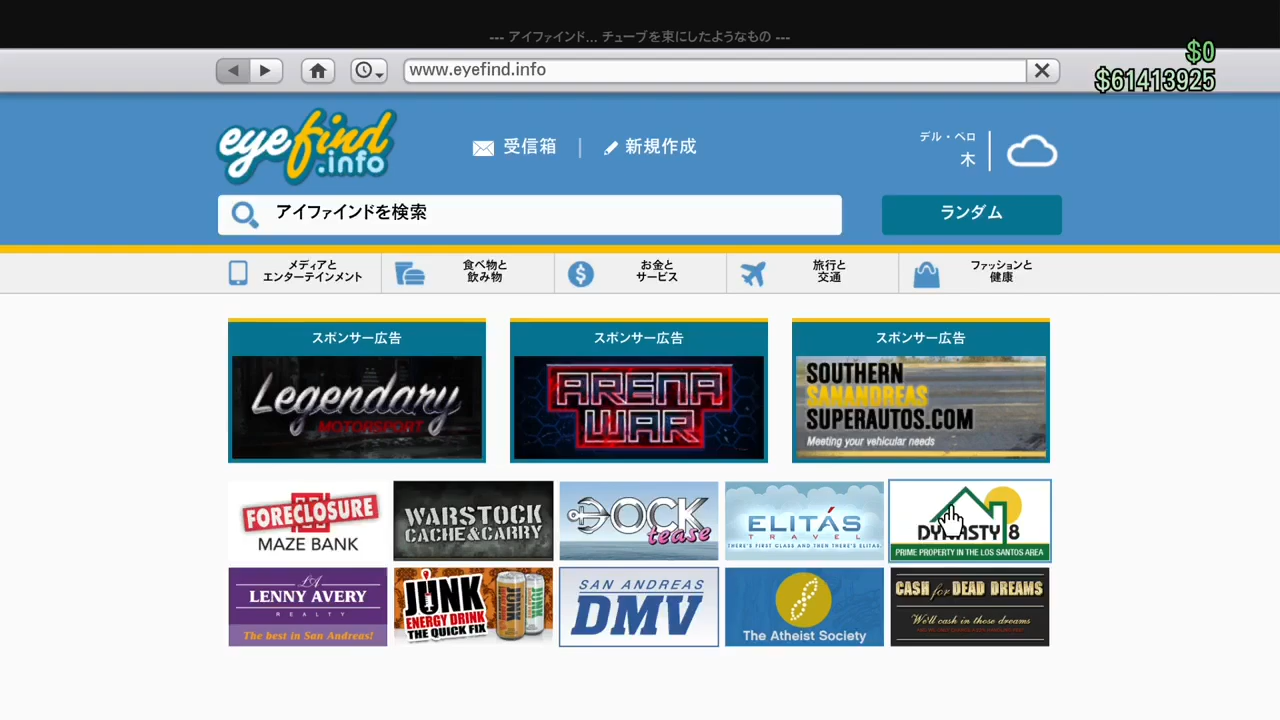 --- アイファインド... チューブを束にしたようなもの ---
$0
www.eyefind.info
$61413925
eyefind
.info
受信箱
新規作成
デル・ペロ
木
アイファインドを検索
ランダム
メディアと
エンターテインメント
食べ物と
飲み物
お金と
サービス
旅行と
交通
ファッションと
健康
スポンサー広告
スポンサー広告
スポンサー広告
Legendary
MOTORSPORT
ARENA
WAR
SOUTHERN
SANANDREAS
SUPERAUTOS.COM
Meeting your vehicular needs
FORECLOSURE
MAZE BANK
WARSTOCK
CACHE&CARRY
DOCK
tease
ELITÁS
TRAVEL
THERE'S FIRST CLASS AND THEN THERE'S ELITAS.
DYNASTY 8
PRIME PROPERTY IN THE LOS SANTOS AREA
LA
LENNY AVERY
REALTY
The best in San Andreas!
JUNK
ENERGY DRINK
THE QUICK FIX
SAN ANDREAS
DMV
The Atheist Society
CASH for DEAD DREAMS
We'll cash in those dreams